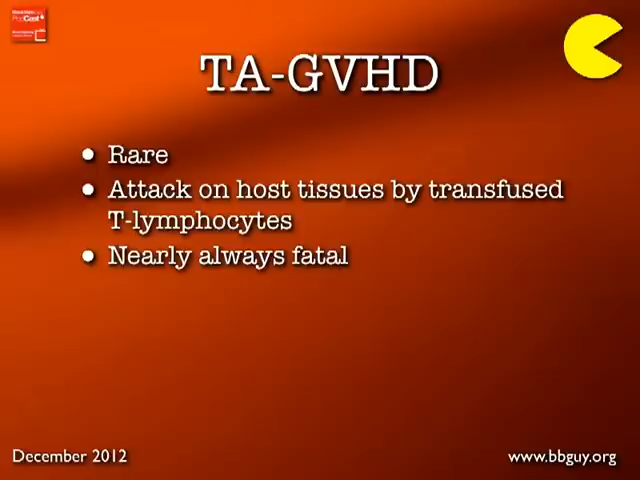 TA-GVHD
• Rare
• Attack on host tissues by transfused
T-lymphocytes
• Nearly always fatal
December 2012
www.bbguy.org